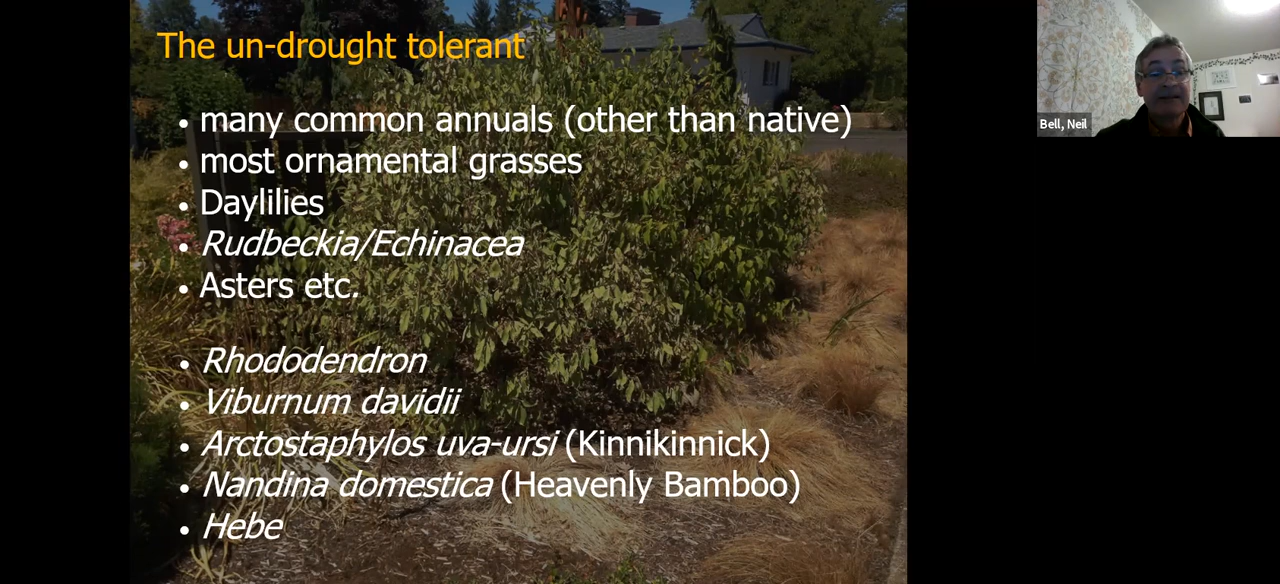 The un-drought tolerant
• many common annuals (other than native)
• most ornamental grasses
• Daylilies
• Rudbeckia/Echinacea
• Asters etc.
• Rhododendron
• Viburnum davidii
• Arctostaphylos uva-ursi (Kinnikinnick)
• Nandina domestica (Heavenly Bamboo)
• Hebe
Bell, Neil